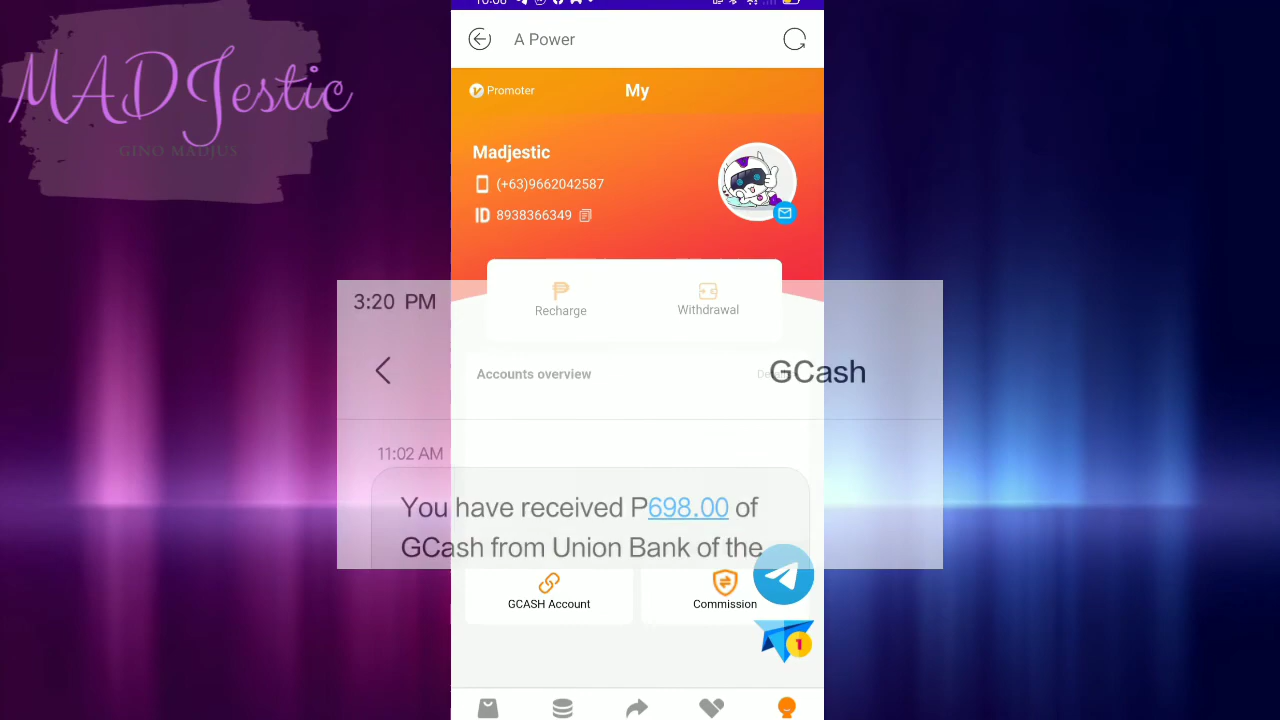 MADJestic
GINO MADJUS
A Power
Promoter
My
Madjestic
(+63)9662042587
ID 8938366349
Recharge
Withdrawal
3:20 PM
Accounts overview
GCash
11:02 AM
You have received P698.00 of
GCash from Union Bank of the
GCASH Account
Commission
1